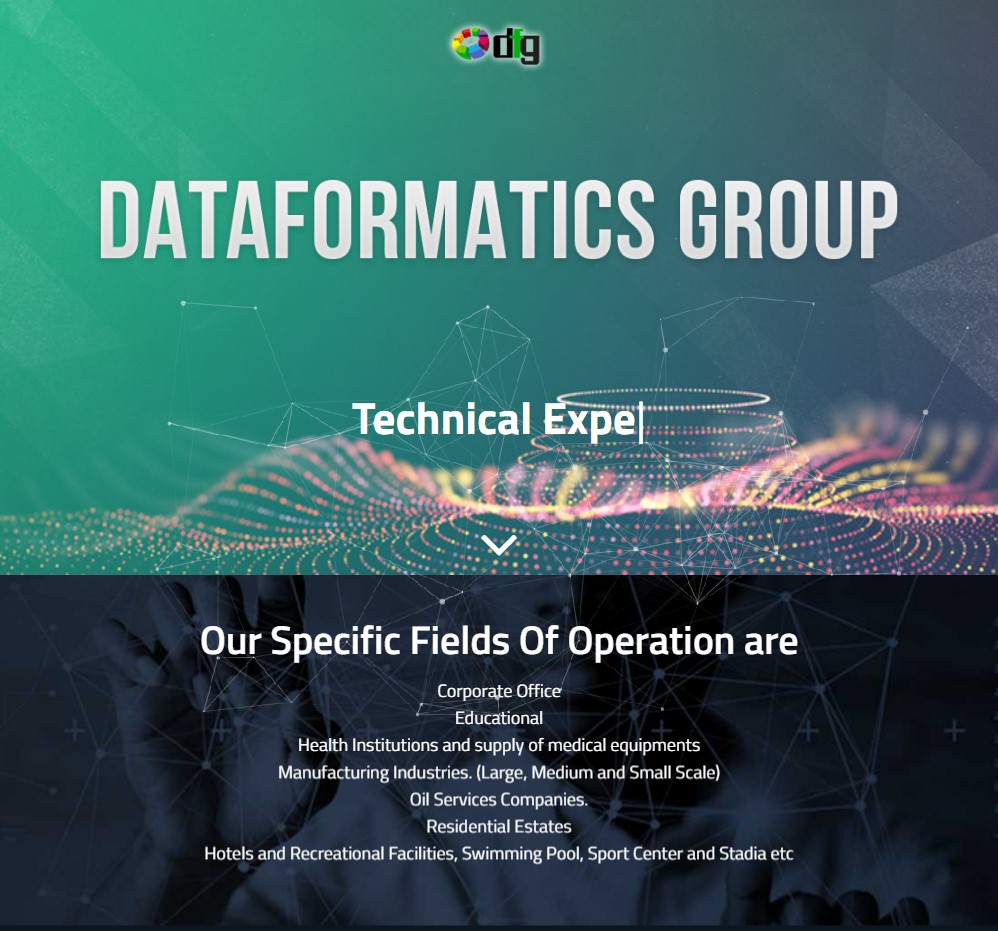 dfg
DATAFORMATICS GROUP
Technical Expe|
Our Specific Fields Of Operation are
Corporate Office
Educational
Health Institutions and supply of medical equipments
Manufacturing Industries. (Large, Medium and Small Scale)
Oil Services Companies.
Residential Estates
Hotels and Recreational Facilities, Swimming Pool, Sport Center and Stadia etc